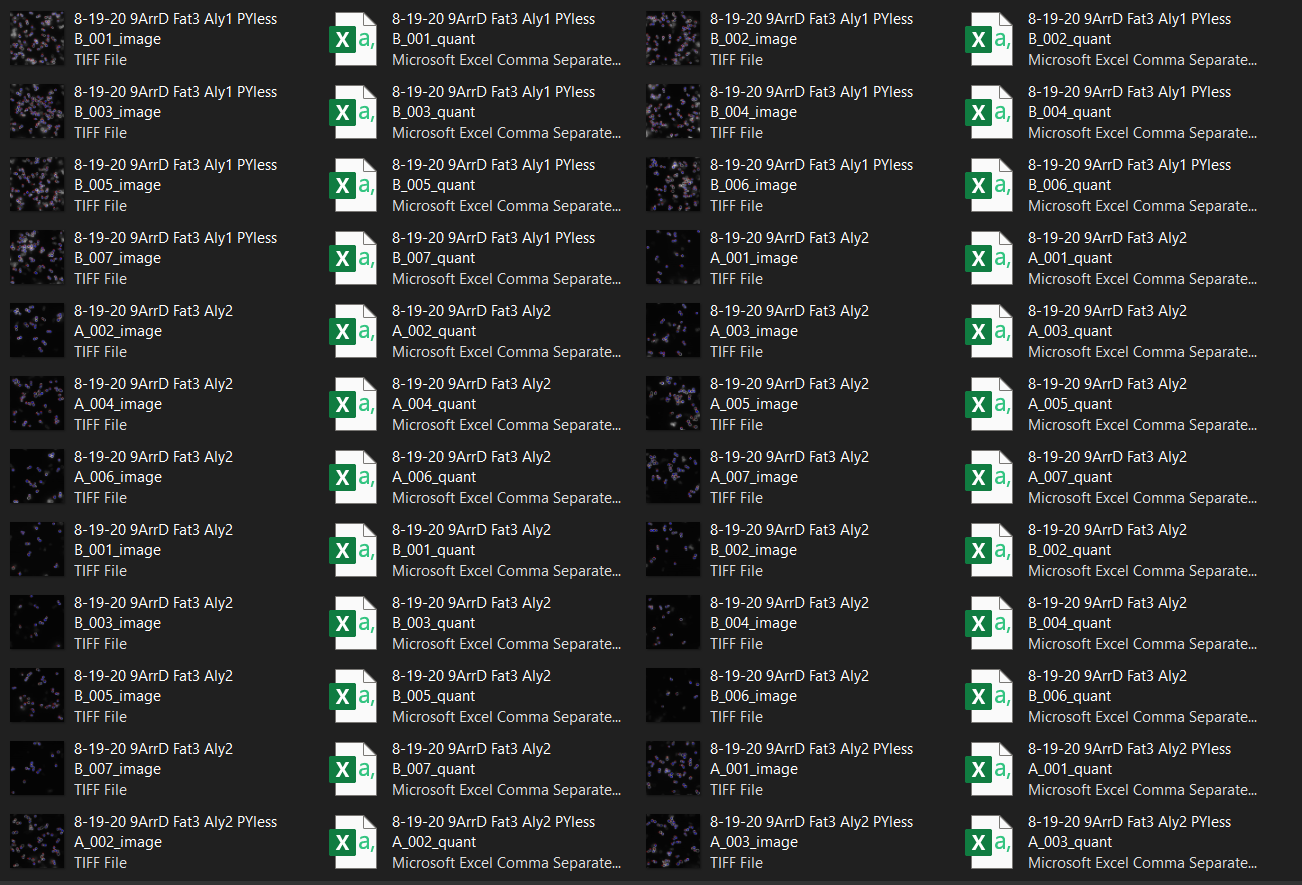 8-19-20 9ArrD Fat3 Aly1 PYless
B_001_image
TIFF File
8-19-20 9ArrD Fat3 Aly1 PYless
B_001_quant
Microsoft Excel Comma Separate...
8-19-20 9ArrD Fat3 Aly1 PYless
B_002_image
TIFF File
8-19-20 9ArrD Fat3 Aly1 PYless
B_002_quant
Microsoft Excel Comma Separate...
8-19-20 9ArrD Fat3 Aly1 PYless
B_003_image
TIFF File
8-19-20 9ArrD Fat3 Aly1 PYless
B_003_quant
Microsoft Excel Comma Separate...
8-19-20 9ArrD Fat3 Aly1 PYless
B_004_image
TIFF File
8-19-20 9ArrD Fat3 Aly1 PYless
B_004_quant
Microsoft Excel Comma Separate...
8-19-20 9ArrD Fat3 Aly1 PYless
B_005_image
TIFF File
8-19-20 9ArrD Fat3 Aly1 PYless
B_005_quant
Microsoft Excel Comma Separate...
8-19-20 9ArrD Fat3 Aly1 PYless
B_006_image
TIFF File
8-19-20 9ArrD Fat3 Aly1 PYless
B_006_quant
Microsoft Excel Comma Separate...
8-19-20 9ArrD Fat3 Aly1 PYless
B_007_image
TIFF File
8-19-20 9ArrD Fat3 Aly1 PYless
B_007_quant
Microsoft Excel Comma Separate...
8-19-20 9ArrD Fat3 Aly2
A_001_image
TIFF File
8-19-20 9ArrD Fat3 Aly2
A_001_quant
Microsoft Excel Comma Separate...
8-19-20 9ArrD Fat3 Aly2
A_002_image
TIFF File
8-19-20 9ArrD Fat3 Aly2
A_002_quant
Microsoft Excel Comma Separate...
8-19-20 9ArrD Fat3 Aly2
A_003_image
TIFF File
8-19-20 9ArrD Fat3 Aly2
A_003_quant
Microsoft Excel Comma Separate...
8-19-20 9ArrD Fat3 Aly2
A_004_image
TIFF File
8-19-20 9ArrD Fat3 Aly2
A_004_quant
Microsoft Excel Comma Separate...
8-19-20 9ArrD Fat3 Aly2
A_005_image
TIFF File
8-19-20 9ArrD Fat3 Aly2
A_005_quant
Microsoft Excel Comma Separate...
8-19-20 9ArrD Fat3 Aly2
A_006_image
TIFF File
8-19-20 9ArrD Fat3 Aly2
A_006_quant
Microsoft Excel Comma Separate...
8-19-20 9ArrD Fat3 Aly2
A_007_image
TIFF File
8-19-20 9ArrD Fat3 Aly2
A_007_quant
Microsoft Excel Comma Separate...
8-19-20 9ArrD Fat3 Aly2
B_001_image
TIFF File
8-19-20 9ArrD Fat3 Aly2
B_001_quant
Microsoft Excel Comma Separate...
8-19-20 9ArrD Fat3 Aly2
B_002_image
TIFF File
8-19-20 9ArrD Fat3 Aly2
B_002_quant
Microsoft Excel Comma Separate...
8-19-20 9ArrD Fat3 Aly2
B_003_image
TIFF File
8-19-20 9ArrD Fat3 Aly2
B_003_quant
Microsoft Excel Comma Separate...
8-19-20 9ArrD Fat3 Aly2
B_004_image
TIFF File
8-19-20 9ArrD Fat3 Aly2
B_004_quant
Microsoft Excel Comma Separate...
8-19-20 9ArrD Fat3 Aly2
B_005_image
TIFF File
8-19-20 9ArrD Fat3 Aly2
B_005_quant
Microsoft Excel Comma Separate...
8-19-20 9ArrD Fat3 Aly2
B_006_image
TIFF File
8-19-20 9ArrD Fat3 Aly2
B_006_quant
Microsoft Excel Comma Separate...
8-19-20 9ArrD Fat3 Aly2
B_007_image
TIFF File
8-19-20 9ArrD Fat3 Aly2
B_007_quant
Microsoft Excel Comma Separate...
8-19-20 9ArrD Fat3 Aly2 PYless
A_001_image
TIFF File
8-19-20 9ArrD Fat3 Aly2 PYless
A_001_quant
Microsoft Excel Comma Separate...
8-19-20 9ArrD Fat3 Aly2 PYless
A_002_image
TIFF File
8-19-20 9ArrD Fat3 Aly2 PYless
A_002_quant
Microsoft Excel Comma Separate...
8-19-20 9ArrD Fat3 Aly2 PYless
A_003_image
TIFF File
8-19-20 9ArrD Fat3 Aly2 PYless
A_003_quant
Microsoft Excel Comma Separate...